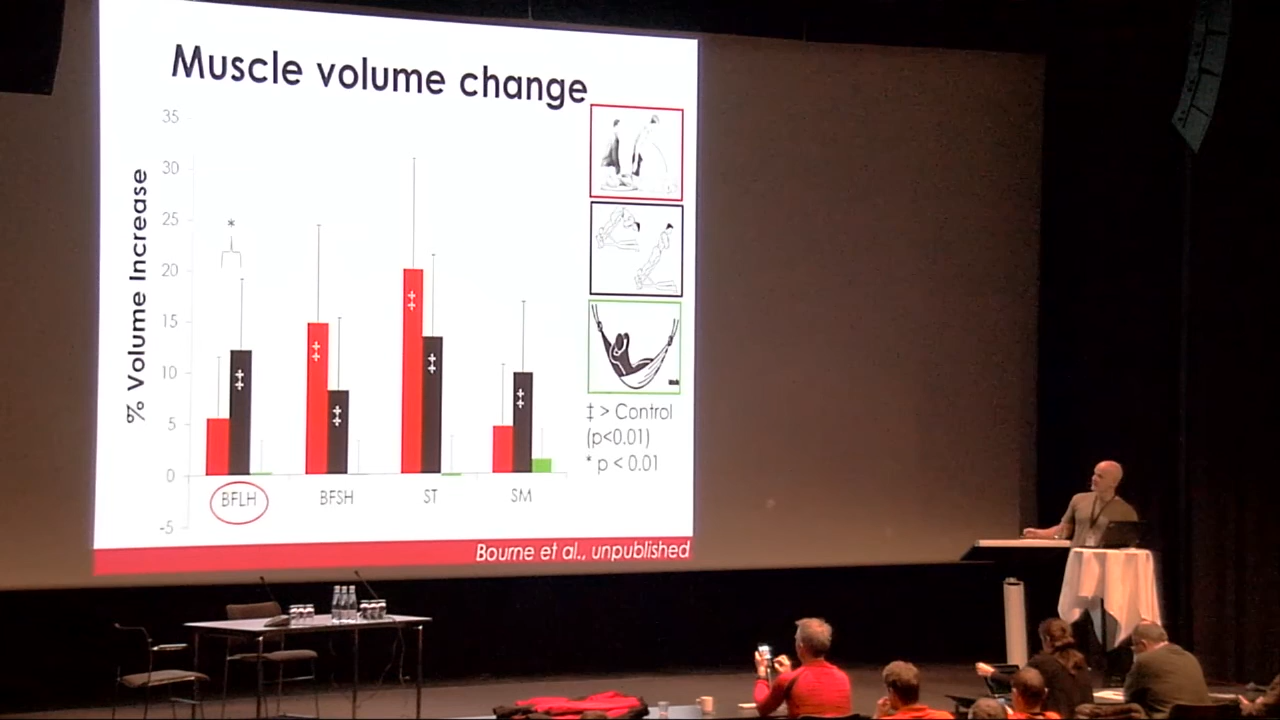 Muscle volume change
% Volume Increase
35
30
25
20
15
10
5
0
-5
*
‡
‡
‡
‡
‡
‡
BFLH
BFSH
ST
SM
‡ > Control
(p<0.01)
* p < 0.01
Bourne et al., unpublished